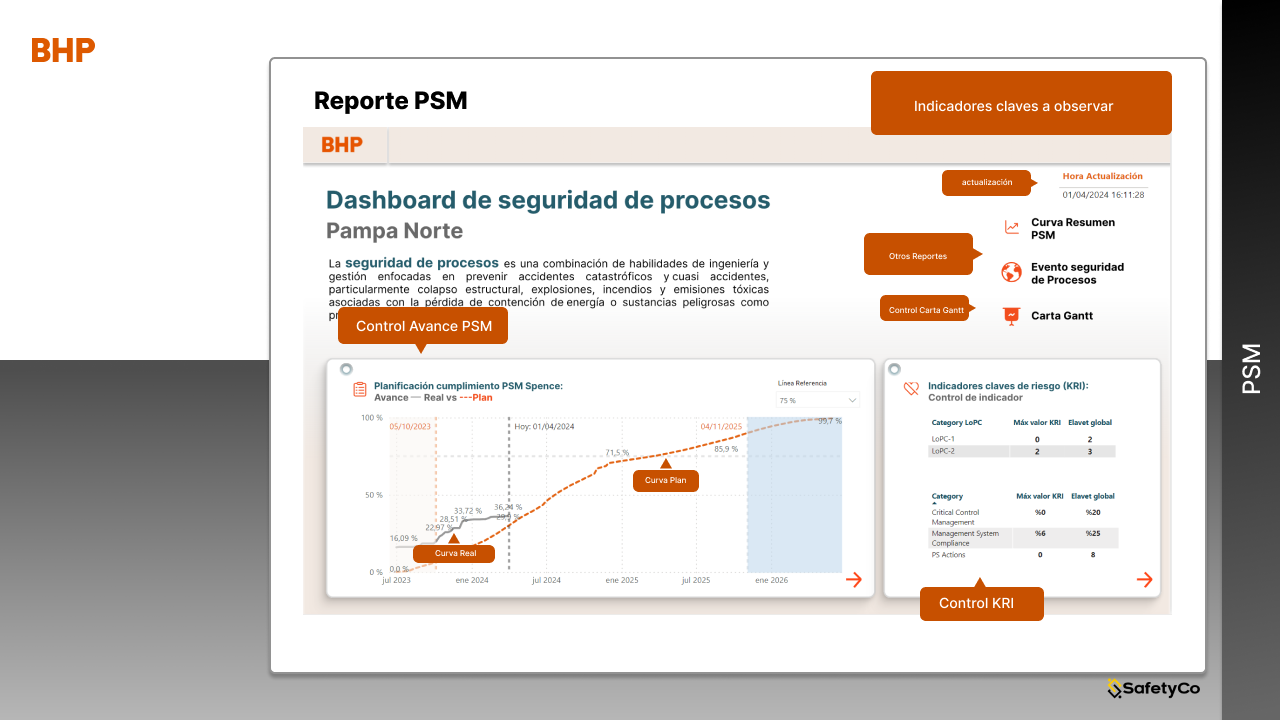 BHP
Reporte PSM
Indicadores claves a observar
BHP
actualización
Hora Actualización
01/04/2024 16:11:28
Dashboard de seguridad de procesos
Pampa Norte
Curva Resumen
PSM
Otros Reportes
Evento seguridad
de Procesos
Control Carta Gantt
Carta Gantt
La seguridad de procesos es una combinación de habilidades de ingeniería y
gestión enfocadas en prevenir accidentes catastróficos y cuasi accidentes,
particularmente colapso estructural, explosiones, incendios y emisiones tóxicas
asociadas con la pérdida de contención de energía o sustancias peligrosas como
Control Avance PSM
Planificación cumplimiento PSM Spence:
Avance — Real vs ---Plan
Línea Referencia
75 %
100 %
50 %
0 %
05/10/2023
Hoy: 01/04/2024
04/11/2025
99,7 %
85,9 %
71,5 %
36,24 %
33,72 %
28,51 %
22,97 %
16,09 %
0,0 %
Curva Plan
Curva Real
jul 2023
ene 2024
jul 2024
ene 2025
jul 2025
ene 2026
Indicadores claves de riesgo (KRI):
Control de indicador
Category LoPC Máx valor KRI Elavet global
LoPC-1 0 2
LoPC-2 2 3
Category Máx valor KRI Elavet global
Critical Control
Management %0 %20
Management System
Compliance %6 %25
PS Actions 0 8
Control KRI
PSM
SafetyCo